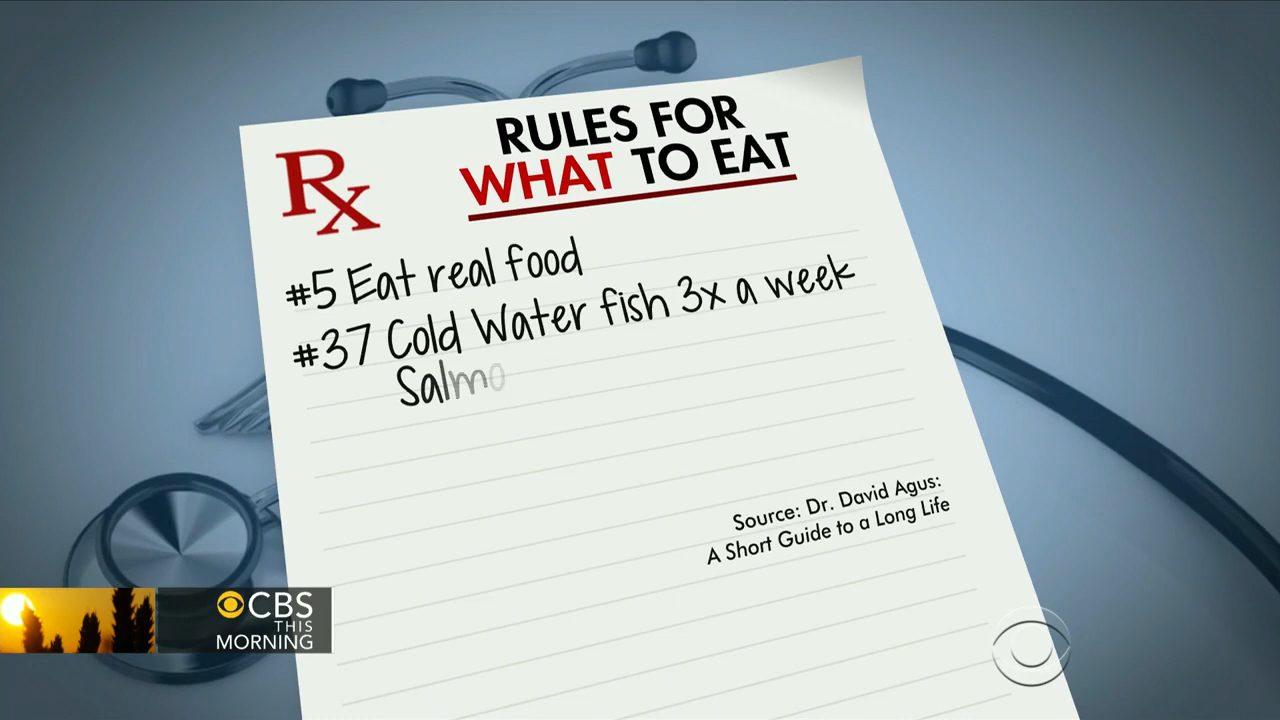 RULES FOR
WHAT TO EAT
Rx
#5 Eat real food
#37 Cold Water fish 3x a week
Salmo
Source: Dr. David Agus:
A Short Guide to a Long Life
CBS
THIS
MORNING